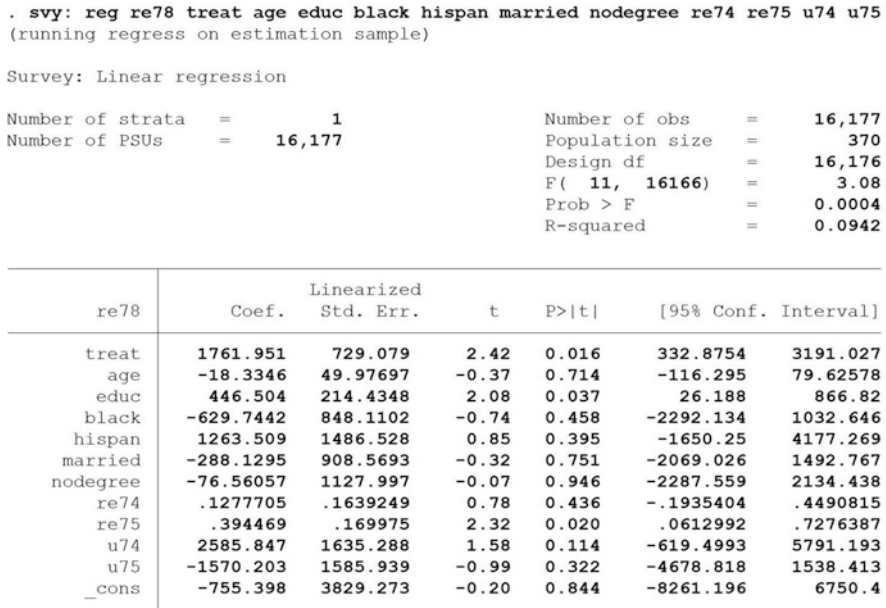 . svy: reg re78 treat age educ black hispan married nodegree re74 re75 u74 u75
(running regress on estimation sample)
Survey: Linear regression
Number of strata = 1 Number of obs = 16,177
Number of PSUs = 16,177 Population size = 370
Design df = 16,176
F( 11, 16166) = 3.08
Prob > F = 0.0004
R-squared = 0.0942
Linearized
re78 Coef. Std. Err. t P>|t| [95% Conf. Interval]
treat 1761.951 729.079 2.42 0.016 332.8754 3191.027
age -18.3346 49.97697 -0.37 0.714 -116.295 79.62578
educ 446.504 214.4348 2.08 0.037 26.188 866.82
black -629.7442 848.1102 -0.74 0.458 -2292.134 1032.646
hispan 1263.509 1486.528 0.85 0.395 -1650.25 4177.269
married -288.1295 908.5693 -0.32 0.751 -2069.026 1492.767
nodegree -76.56057 1127.997 -0.07 0.946 -2287.559 2134.438
re74 .1277705 .1639249 0.78 0.436 -.1935404 .4490815
re75 .394469 .169975 2.32 0.020 .0612992 .7276387
u74 2585.847 1635.288 1.58 0.114 -619.4993 5791.193
u75 -1570.203 1585.939 -0.99 0.322 -4678.818 1538.413
_cons -755.398 3829.273 -0.20 0.844 -8261.196 6750.4